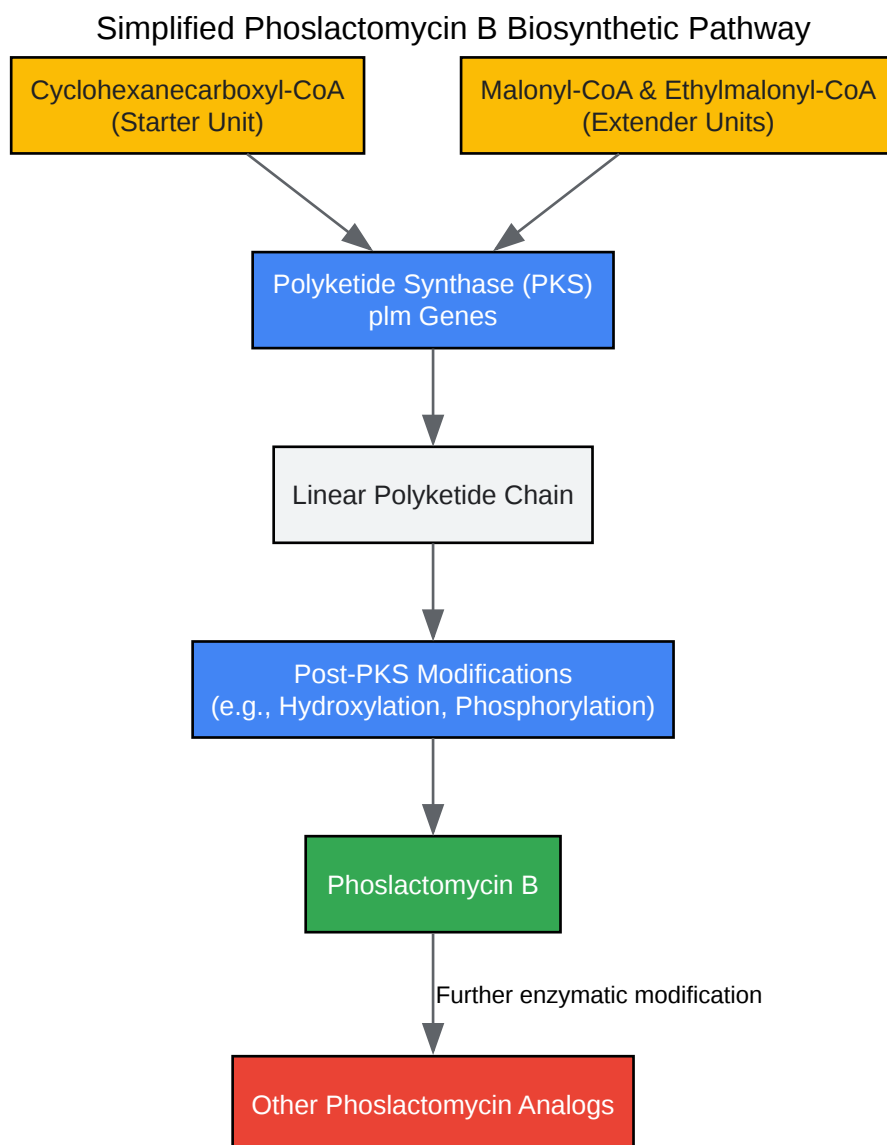 Simplified Phoslactomycin B Biosynthetic Pathway
Cyclohexanecarboxyl-CoA
(Starter Unit)
Malonyl-CoA & Ethylmalonyl-CoA
(Extender Units)
Polyketide Synthase (PKS)
plm Genes
Linear Polyketide Chain
Post-PKS Modifications
(e.g., Hydroxylation, Phosphorylation)
Phoslactomycin B
Further enzymatic modification
Other Phoslactomycin Analogs